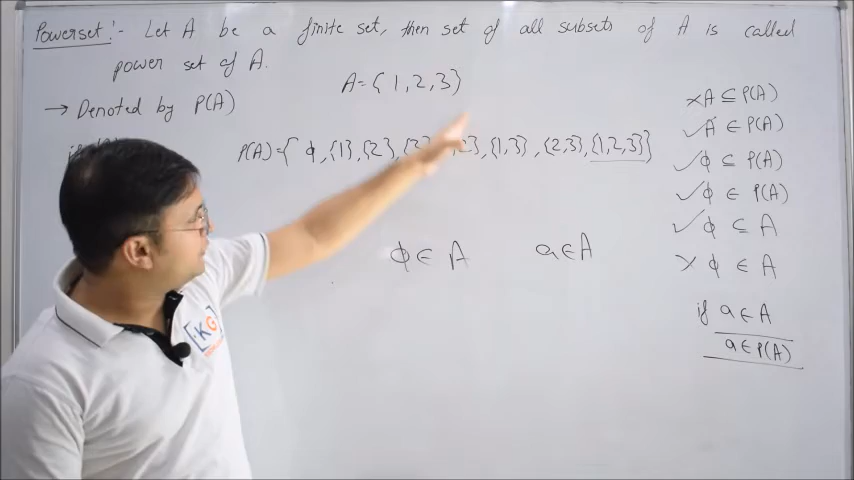 Powerset :- Let A be a finite set, then set of all subsets of A is called
power set of A.
A = { 1, 2, 3}
→ Denoted by P(A)
P(A) = { ϕ, {1}, {2}, {1,3}, {2,3}, {1,2,3}}
ϕ ∈ A a ∈ A
× A ⊆ P(A)
✓ A ∈ P(A)
✓ ϕ ⊆ P(A)
✓ ϕ ∈ P(A)
✓ ϕ ⊆ A
× ϕ ∈ A
if a ∈ A
a ∈ P(A)
KG